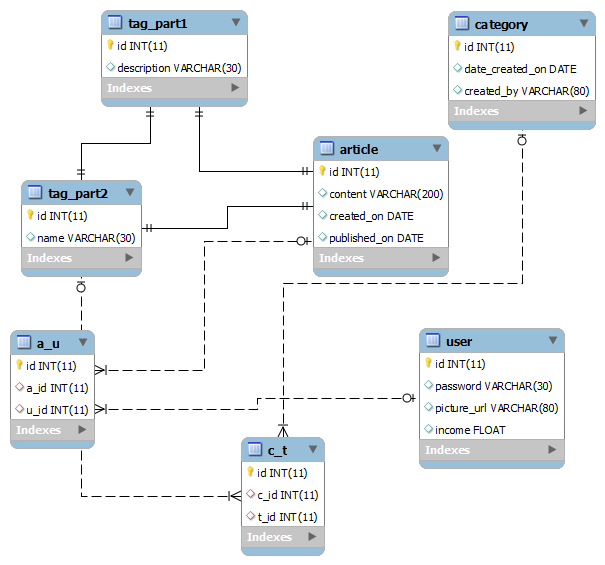 tag_part1
id INT(11)
description VARCHAR(30)
Indexes
category
id INT(11)
date_created_on DATE
created_by VARCHAR(80)
Indexes
article
id INT(11)
content VARCHAR(200)
created_on DATE
published_on DATE
Indexes
tag_part2
id INT(11)
name VARCHAR(30)
Indexes
a_u
id INT(11)
a_id INT(11)
u_id INT(11)
Indexes
user
id INT(11)
password VARCHAR(30)
picture_url VARCHAR(80)
income FLOAT
Indexes
c_t
id INT(11)
c_id INT(11)
t_id INT(11)
Indexes